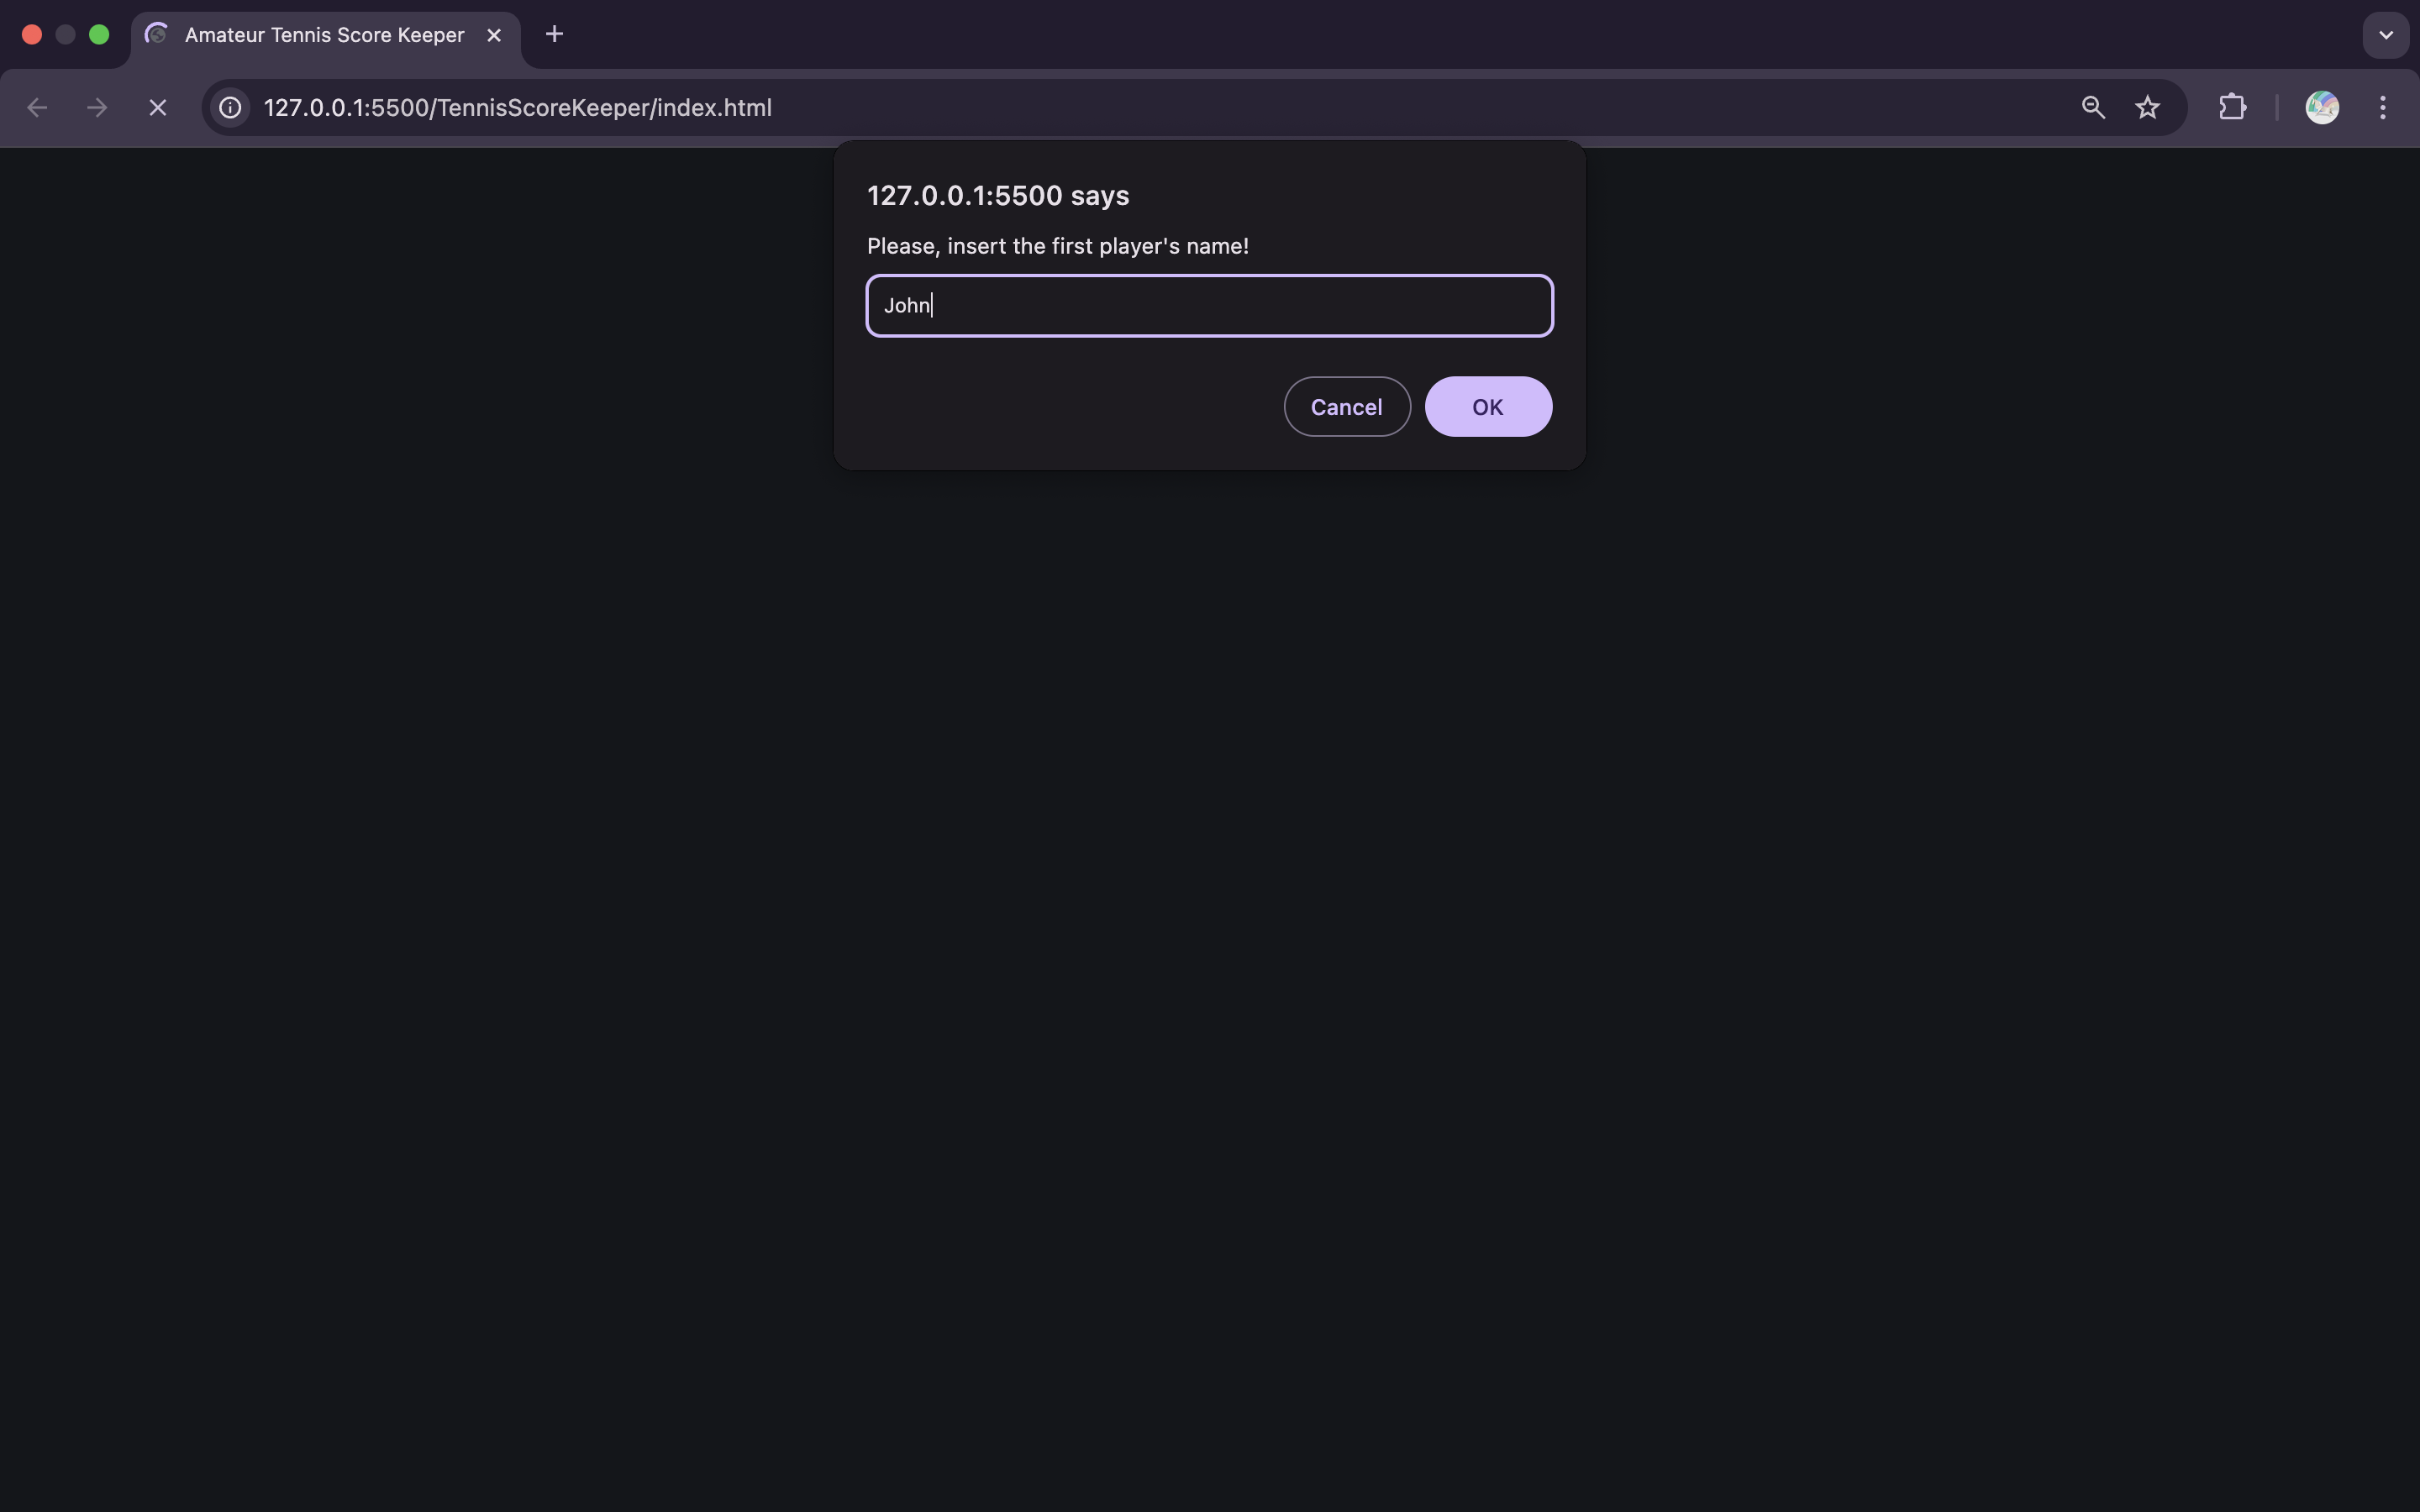 Amateur Tennis Score Keeper
127.0.0.1:5500/TennisScoreKeeper/index.html
127.0.0.1:5500 says
Please, insert the first player's name!
John
Cancel OK